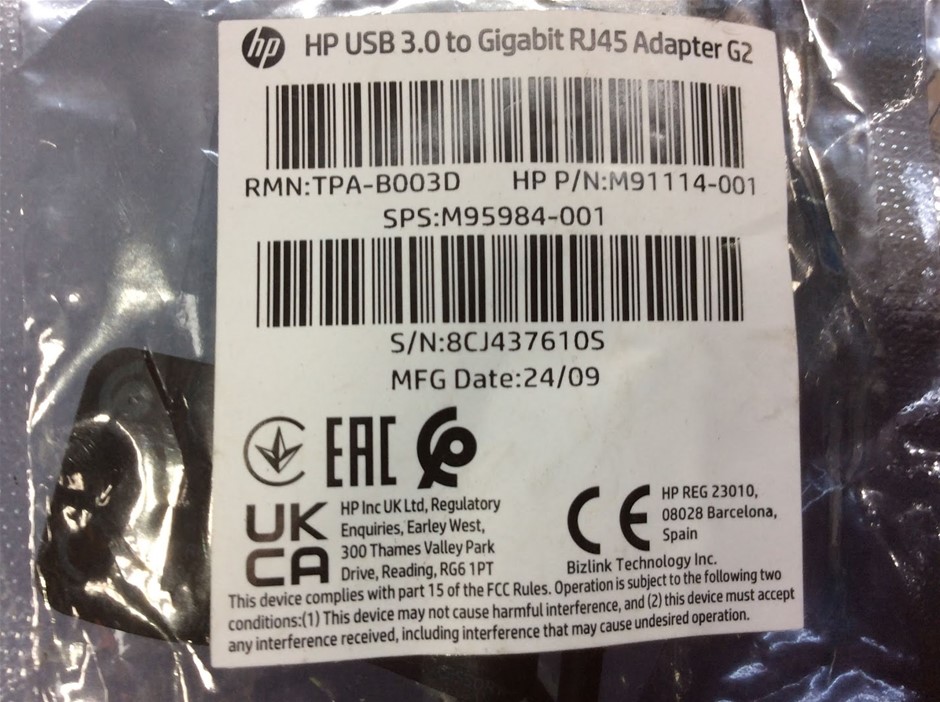 hp HP USB 3.0 to Gigabit RJ45 Adapter G2
RMN:TPA-B003D HP P/N:M91114-001
SPS:M95984-001
S/N:8CJ437610S
MFG Date:24/09
EAC
UK
CA
HP Inc UK Ltd, Regulatory
Enquiries, Earley West,
300 Thames Valley Park
Drive, Reading, RG6 1PT
CE
HP REG 23010,
08028 Barcelona,
Spain
Bizlink Technology Inc.
This device complies with part 15 of the FCC Rules. Operation is subject to the following two
conditions:(1) This device may not cause harmful interference, and (2) this device must accept
any interference received, including interference that may cause undesired operation.